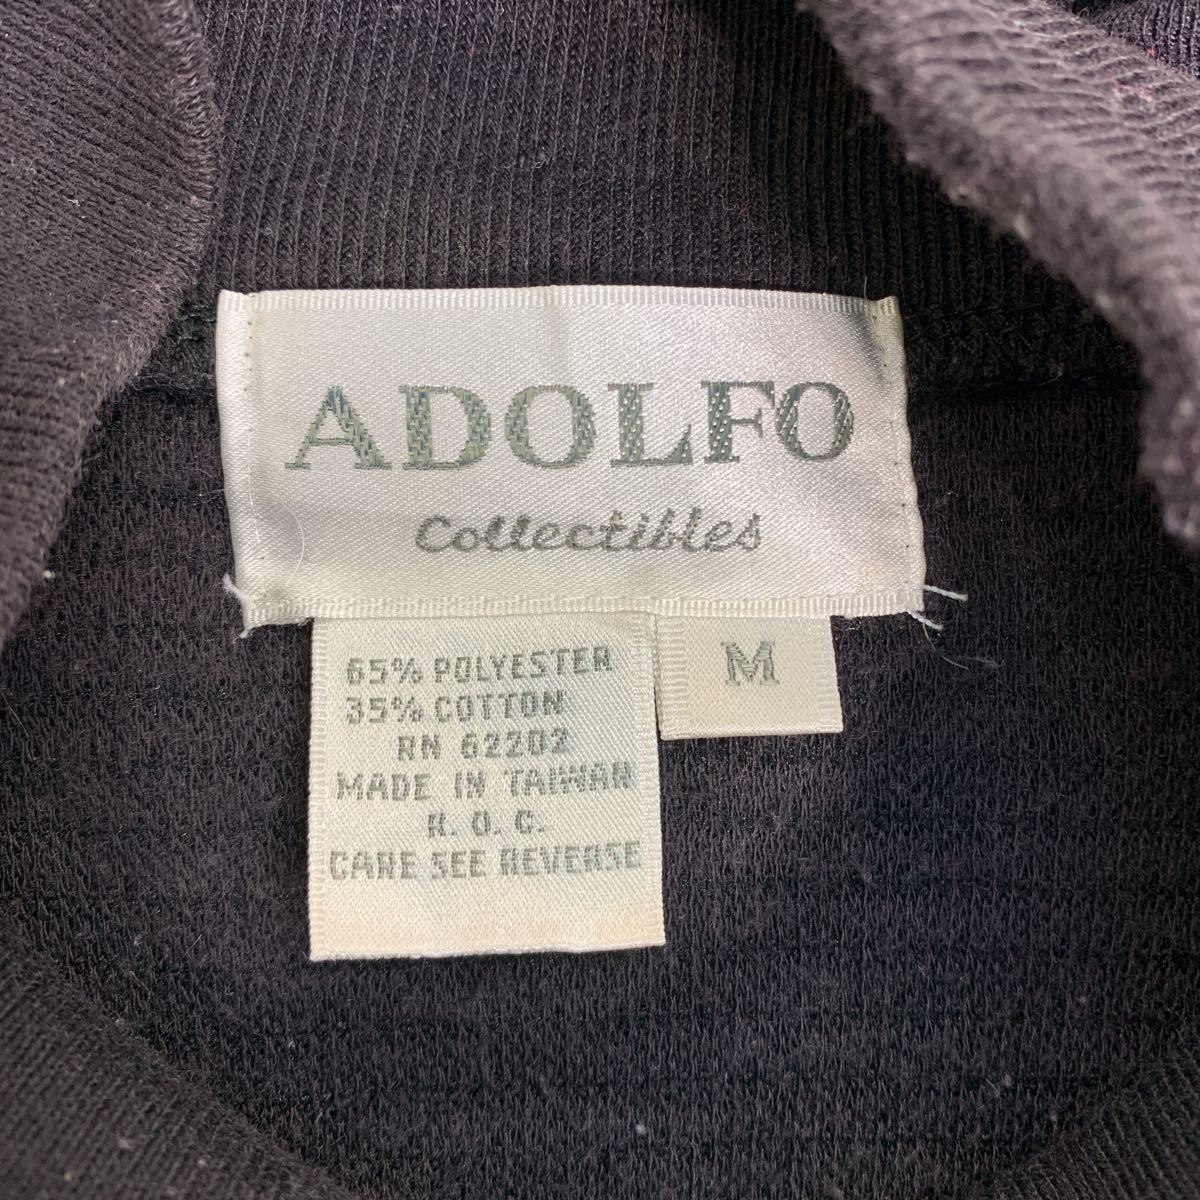 ADOLFO
Collectibles
M
65% POLYESTER
35% COTTON
RN 62202
MADE IN TAIWAN
R. O. C.
CARE SEE REVERSE